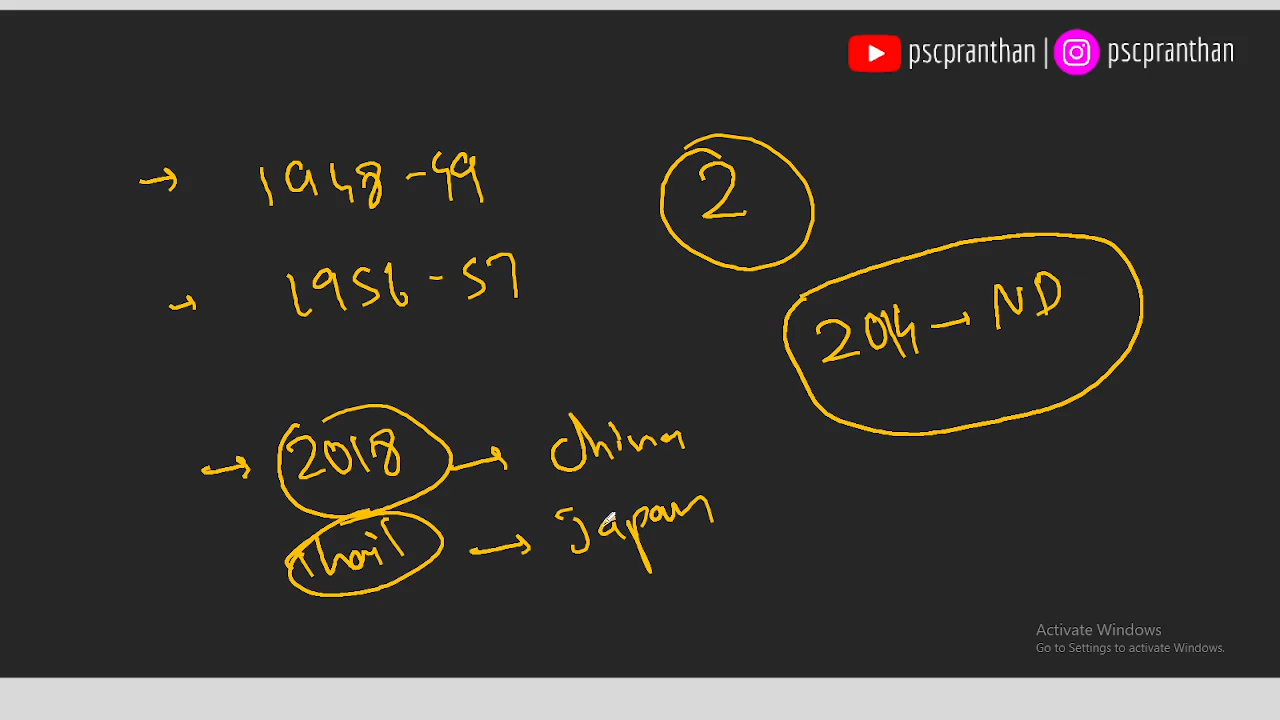 pscpranthan | pscpranthan
→ 1948-49
2
→ 1956-57
2014 → ND
→ 2018 → China
Thail → Japan
Activate Windows
Go to Settings to activate Windows.